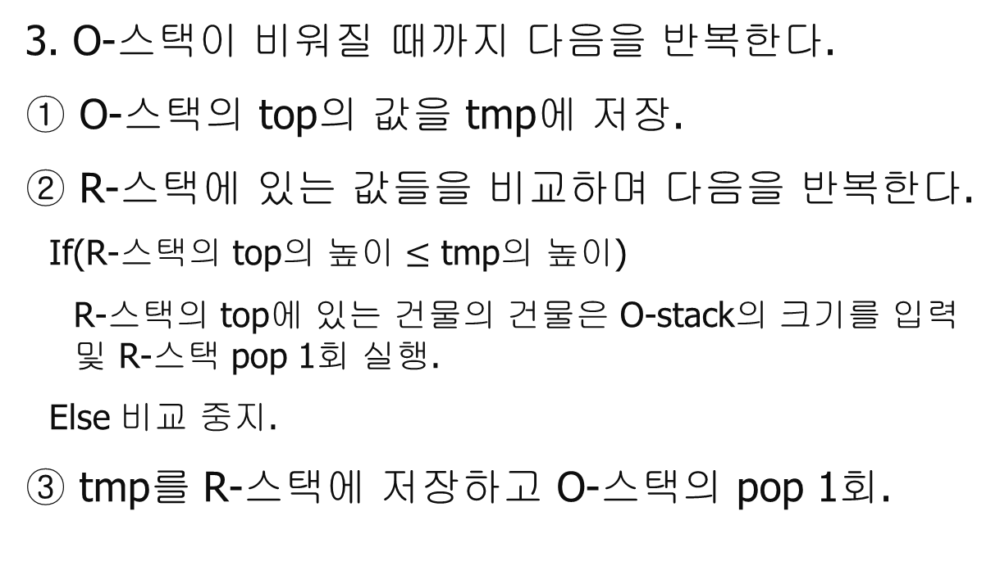 3. O-스택이 비워질 때까지 다음을 반복한다.
① O-스택의 top의 값을 tmp에 저장.
② R-스택에 있는 값들을 비교하며 다음을 반복한다.
If(R-스택의 top의 높이 ≤ tmp의 높이)
R-스택의 top에 있는 건물의 건물은 O-stack의 크기를 입력
및 R-스택 pop 1회 실행.
Else 비교 중지.
③ tmp를 R-스택에 저장하고 O-스택의 pop 1회.